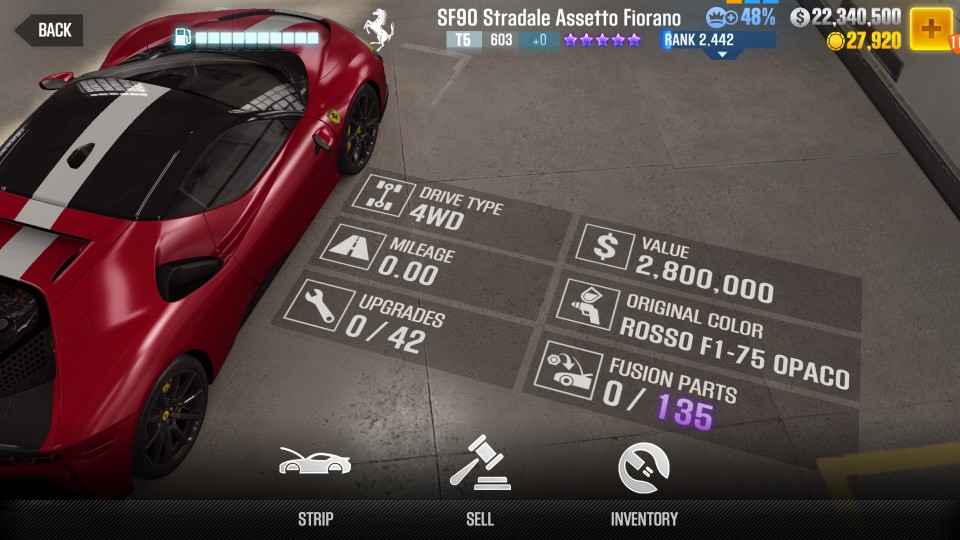 BACK
SF90 Stradale Assetto Fiorano
48%
22,340,500
T5 603 +0
RANK 2,442
27,920
DRIVE TYPE
4WD
MILEAGE
0.00
UPGRADES
0/42
VALUE
2,800,000
ORIGINAL COLOR
ROSSO F1-75 OPACO
FUSION PARTS
0/135
STRIP
SELL
INVENTORY